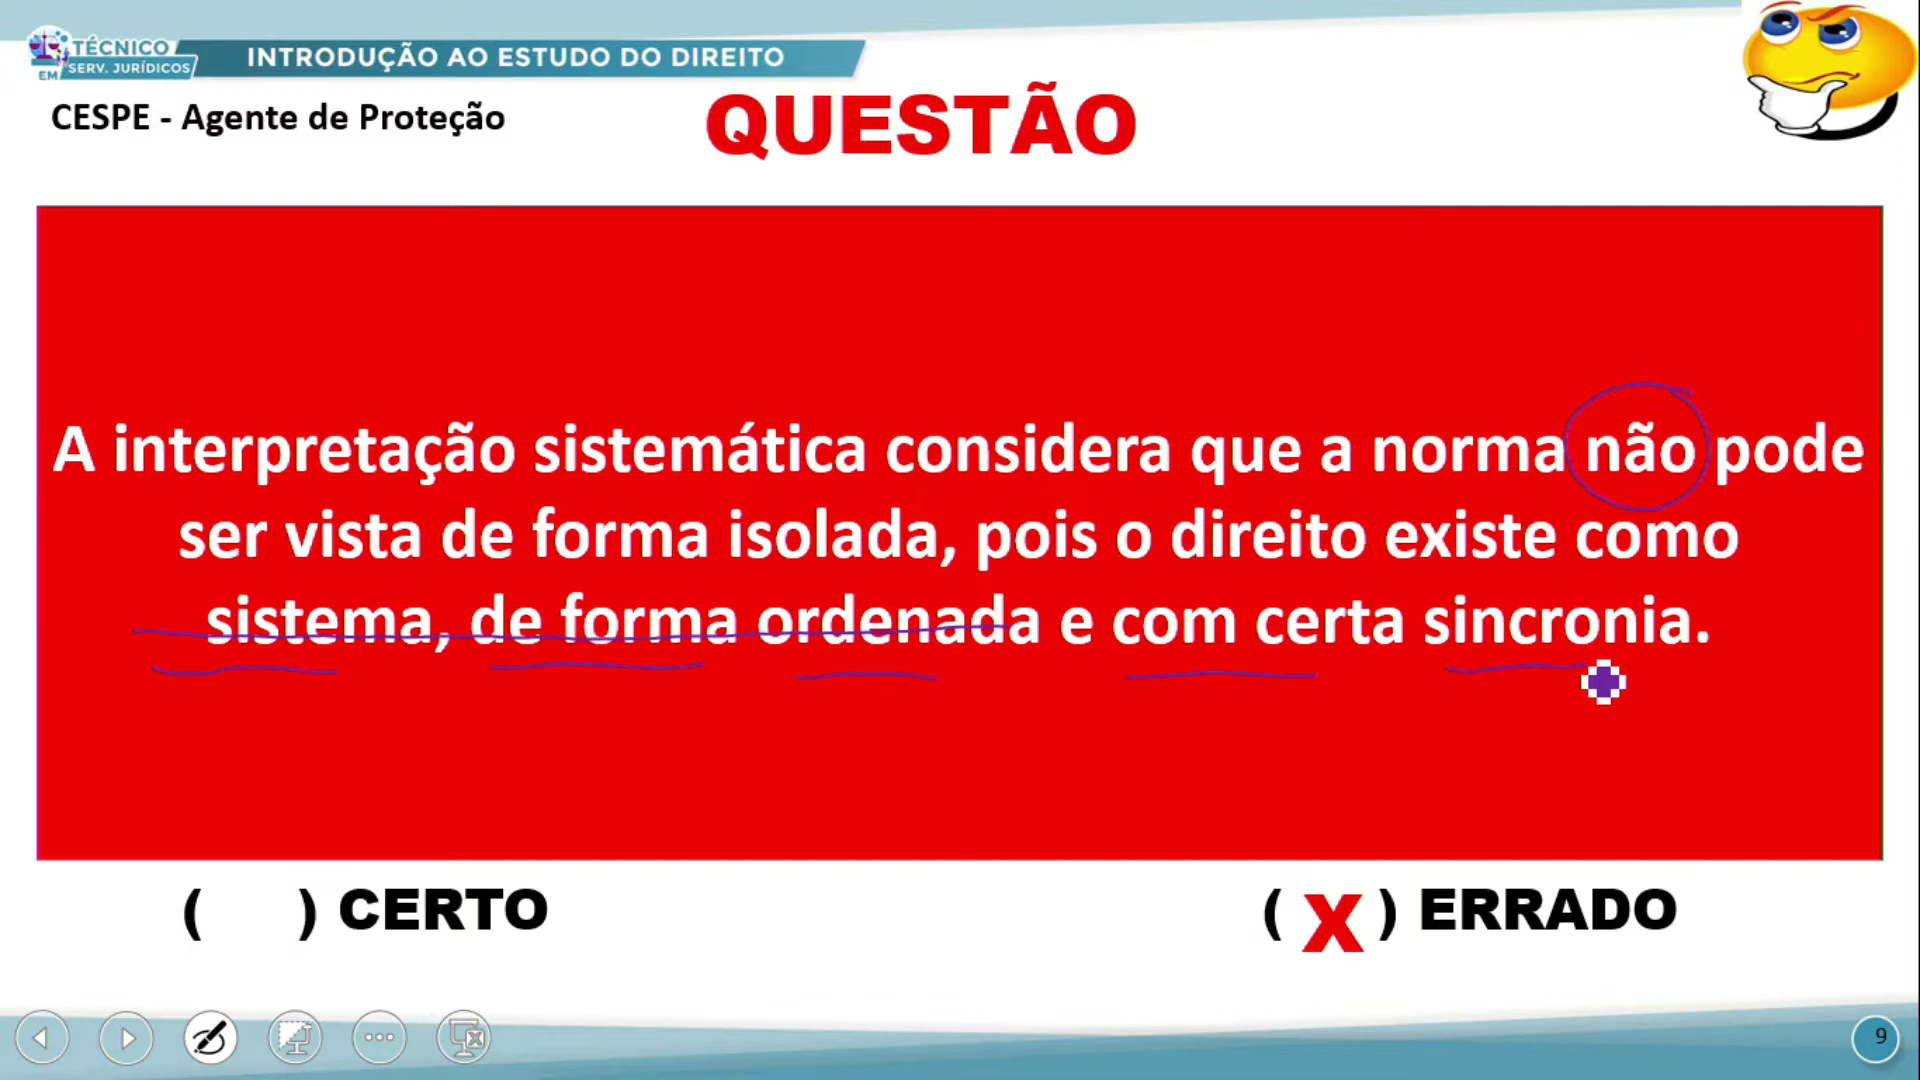 TÉCNICO
EM SERV. JURÍDICOS
INTRODUÇÃO AO ESTUDO DO DIREITO
CESPE - Agente de Proteção
QUESTÃO
A interpretação sistemática considera que a norma não pode
ser vista de forma isolada, pois o direito existe como
sistema, de forma ordenada e com certa sincronia.
( ) CERTO
( X ) ERRADO
9